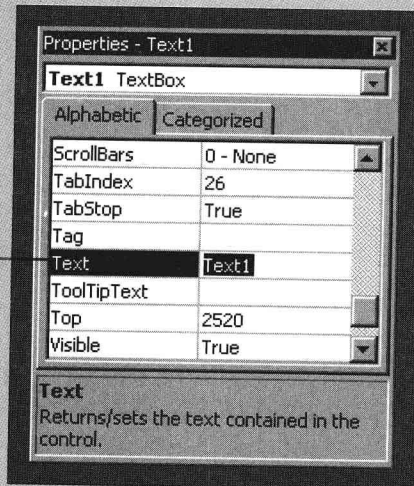 Properties - Text1
Text1 TextBox
Alphabetic Categorized
ScrollBars 0 - None
TabIndex 26
TabStop True
Tag
Text Text1
ToolTipText
Top 2520
Visible True
Text
Returns/sets the text contained in the
control.